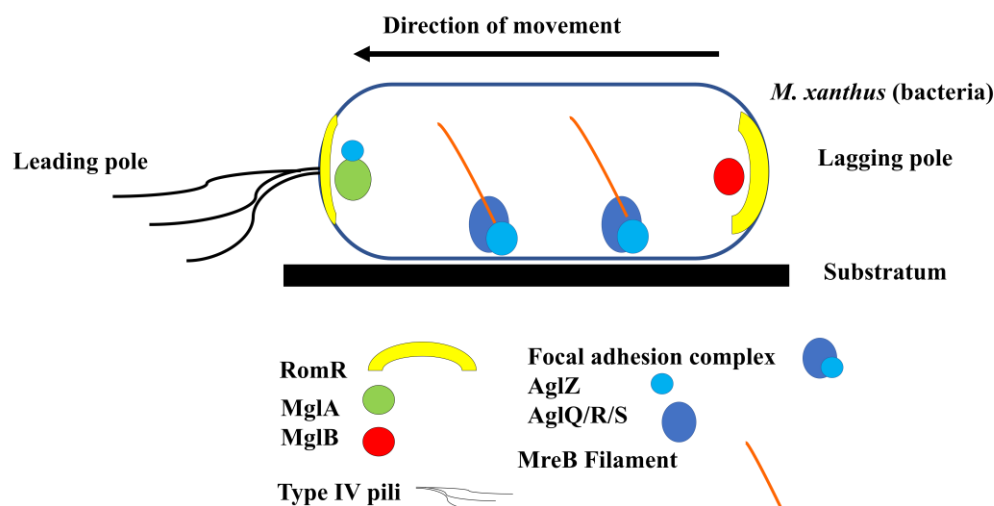 Direction of movement
M. xanthus (bacteria)
Leading pole
Lagging pole
Substratum
RomR
MglA
MglB
Type IV pili
Focal adhesion complex
AglZ
AglQ/R/S
MreB Filament